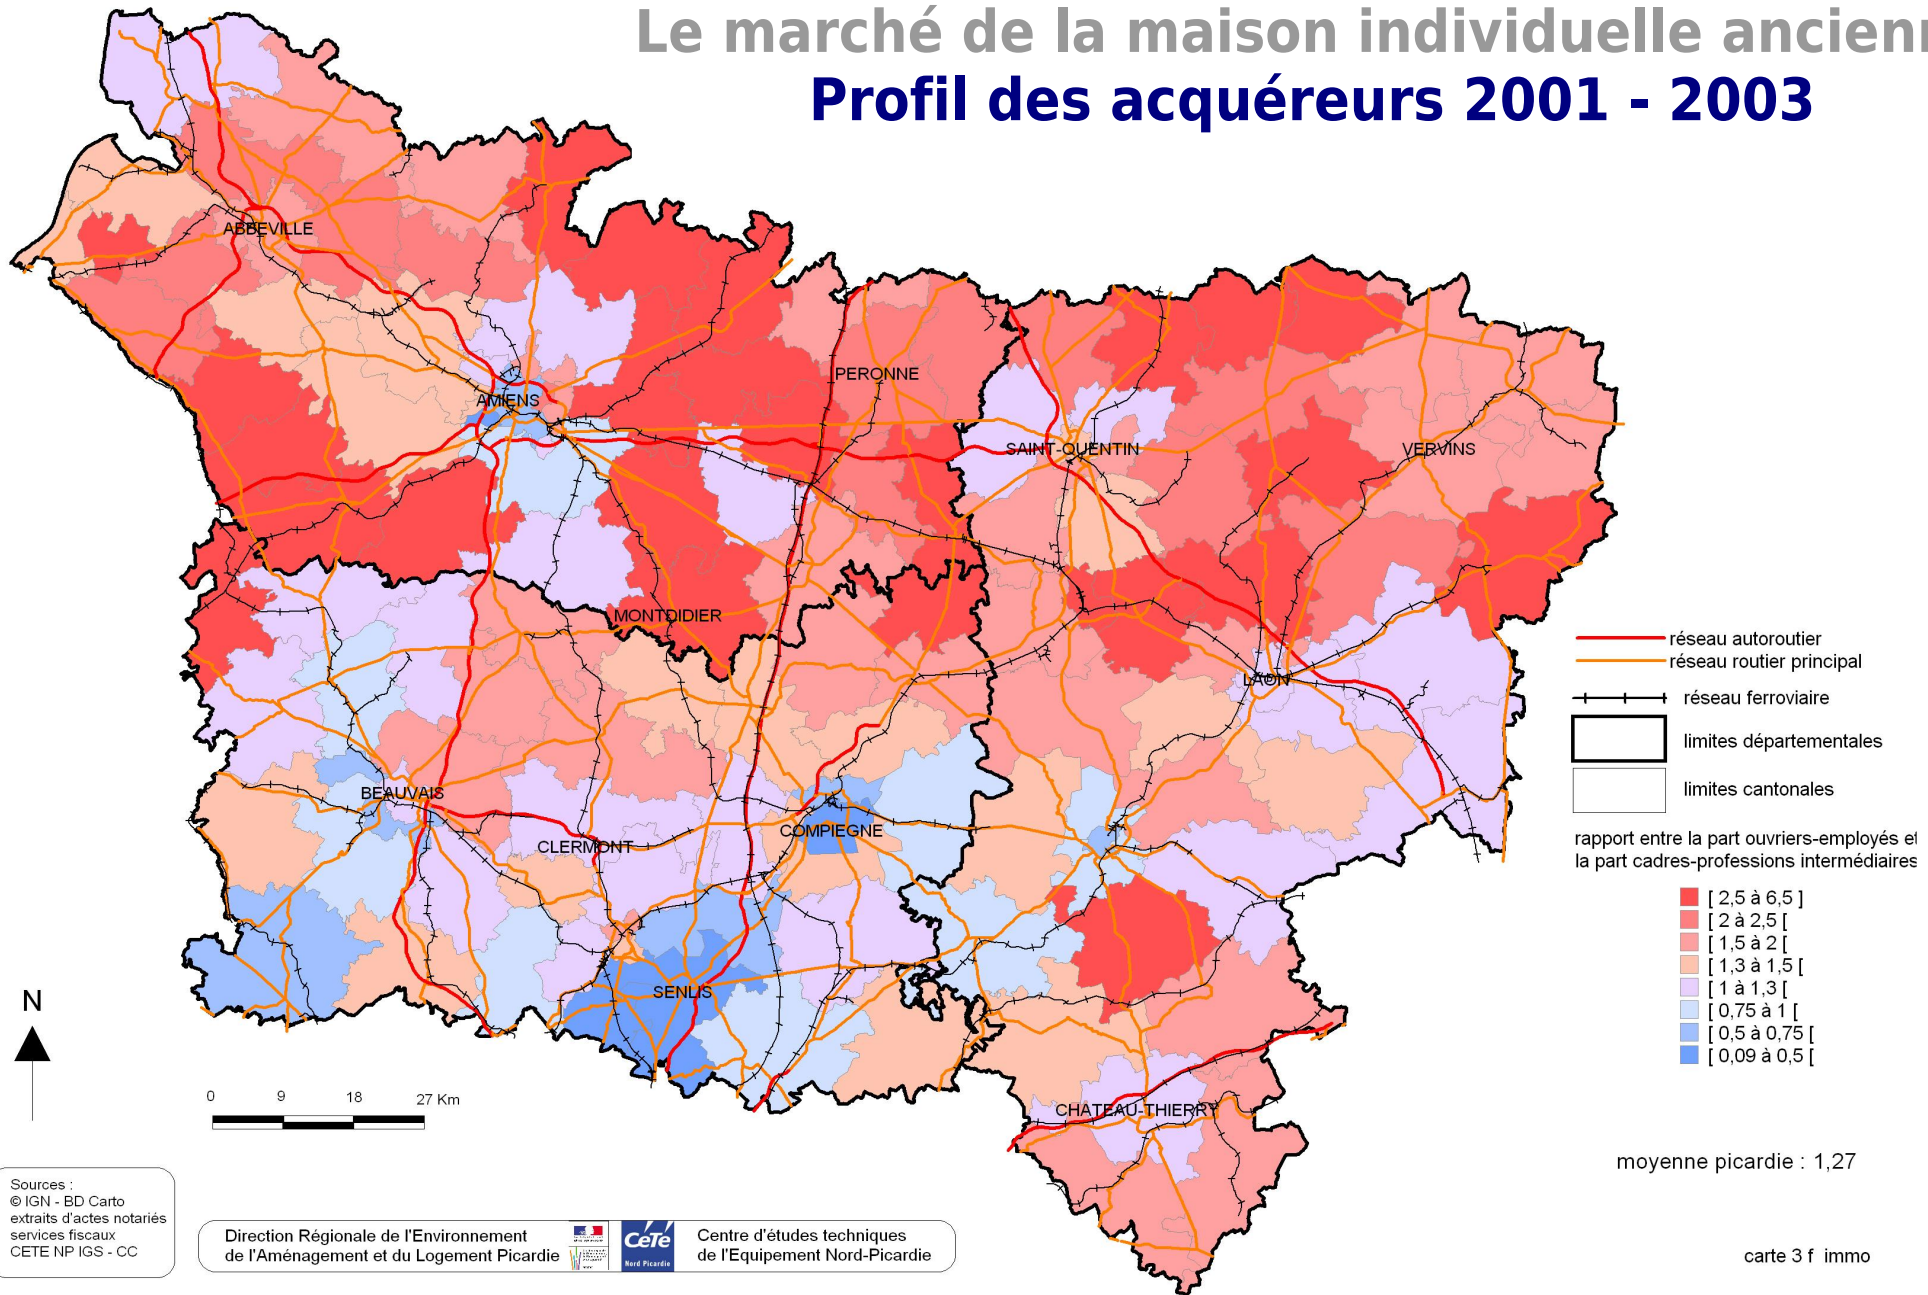 Le marché de la maison individuelle
Profil des acquéreurs 2001 - 2003
ABBEVILLE
AMIENS
PERONNE
SAINT-QUENTIN
VERVINS
MONTDIDIER
LAON
BEAUVAIS
CLERMONT
COMPIEGNE
SENLIS
CHATEAU-THIERRY
réseau autoroutier
réseau routier principal
réseau ferroviaire
limites départementales
limites cantonales
rapport entre la part ouvriers-employés et
la part cadres-professions intermédiaires
[ 2,5 à 6,5 ]
[ 2 à 2,5 [
[ 1,5 à 2 [
[ 1,3 à 1,5 [
[ 1 à 1,3 [
[ 0,75 à 1 [
[ 0,5 à 0,75 [
[ 0,09 à 0,5 [
moyenne picardie : 1,27
carte 3 f immo
N
0 9 18 27 Km
Sources :
© IGN - BD Carto
extraits d'actes notariés
services fiscaux
CETE NP IGS - CC
Direction Régionale de l'Environnement
de l'Aménagement et du Logement Picardie
CeTe
Nord Picardie
Centre d'études techniques
de l'Equipement Nord-Picardie